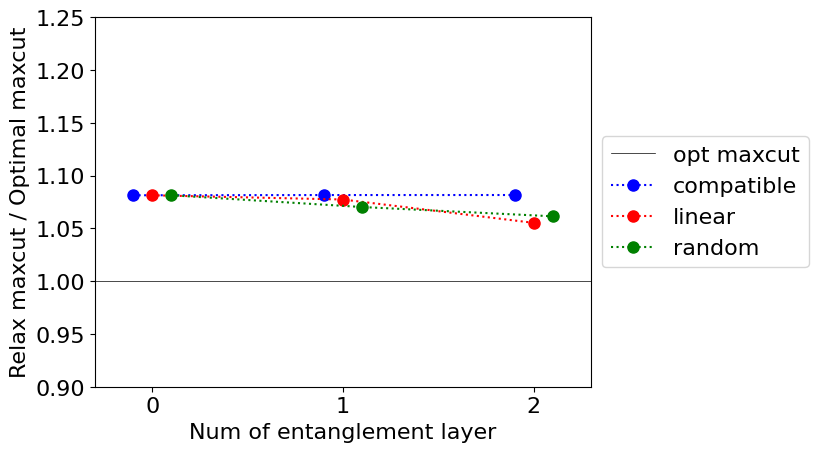 Relax maxcut / Optimal maxcut
1.25
1.20
1.15
1.10
1.05
1.00
0.95
0.90
0
1
2
Num of entanglement layer
opt maxcut
compatible
linear
random